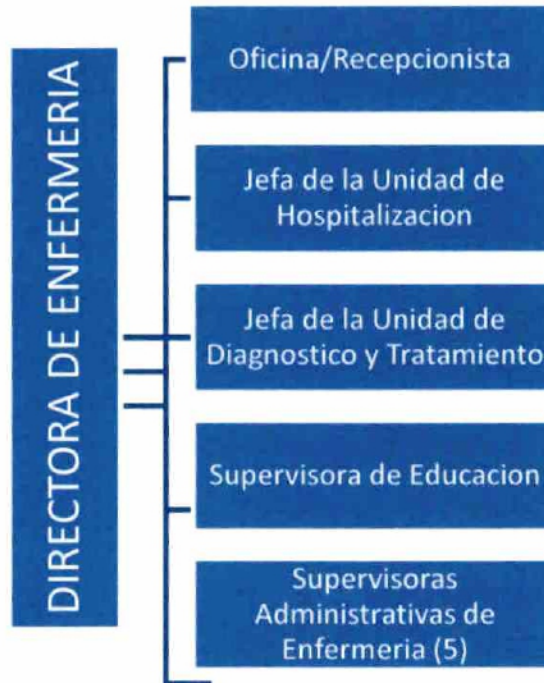 DIRECTORA DE ENFERMERIA
Oficina/Recepcionista
Jefa de la Unidad de
Hospitalizacion
Jefa de la Unidad de
Diagnostico y Tratamiento
Supervisora de Educacion
Supervisoras
Administrativas de
Enfermeria (5)